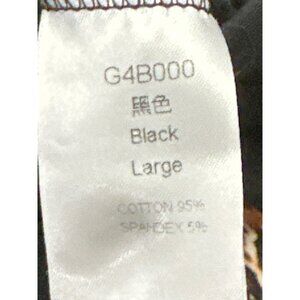 G4B000
黑色
Black
Large
COTTON 95%
SPANDEX 5%